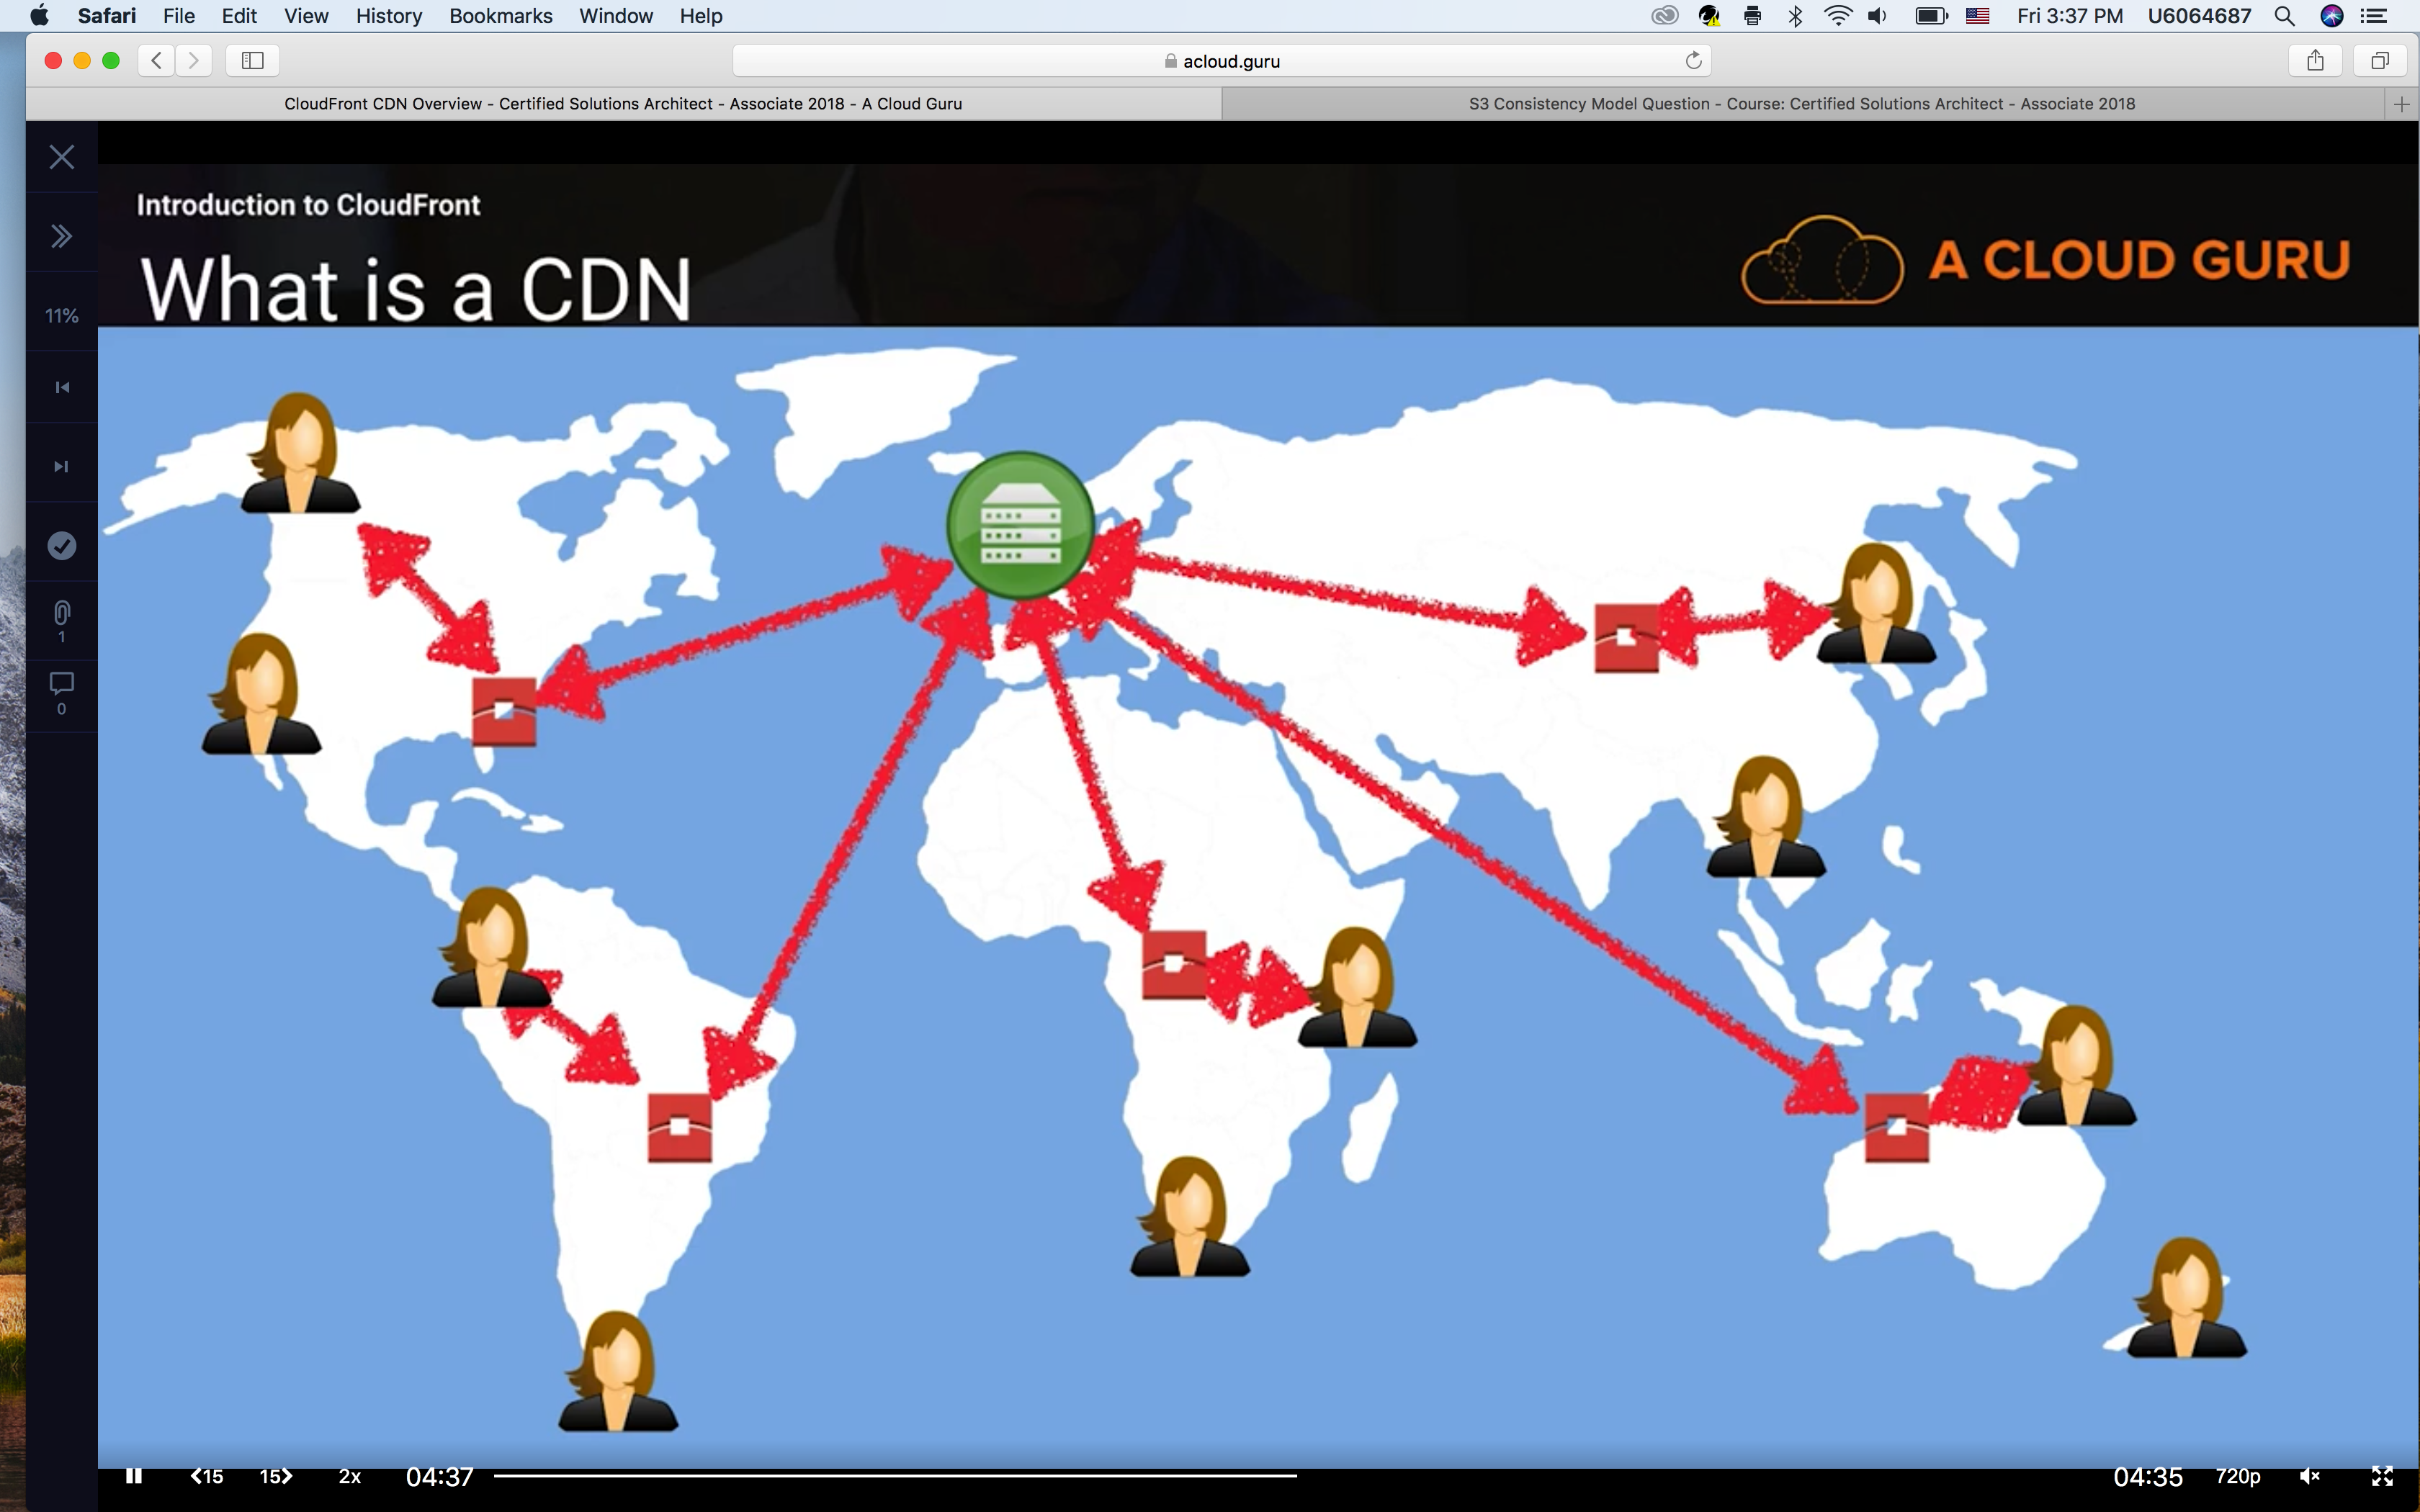 Safari File Edit View History Bookmarks Window Help Fri 3:37 PM U6064687
acloud.guru
CloudFront CDN Overview - Certified Solutions Architect - Associate 2018 - A Cloud Guru
S3 Consistency Model Question - Course: Certified Solutions Architect - Associate 2018
Introduction to CloudFront
What is a CDN
A CLOUD GURU
11%
1
0
15 15 2x 04:37 04:35 720p